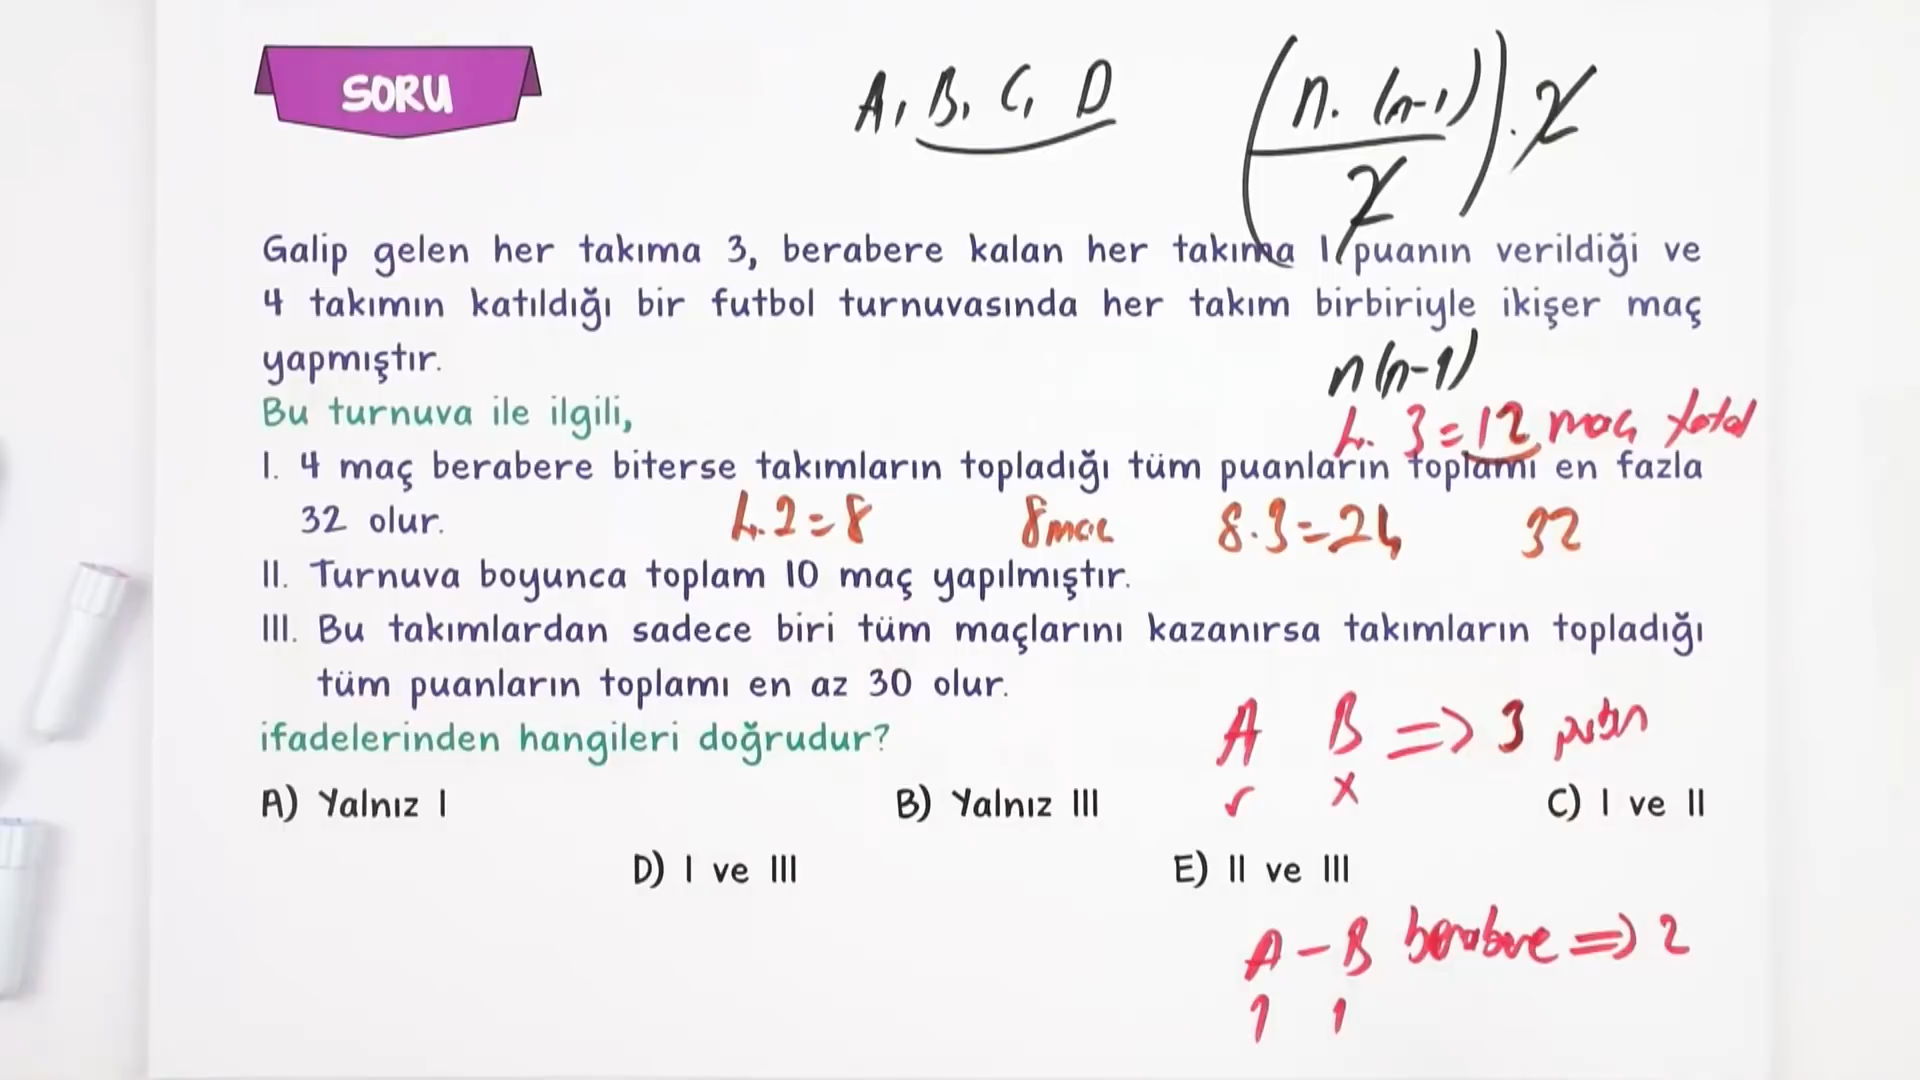 SORU
A, B, C, D
(n.(n-1)/2).2
Galip gelen her takıma 3, berabere kalan her takıma 1 puanın verildiği ve
4 takımın katıldığı bir futbol turnuvasında her takım birbiriyle ikişer maç
yapmıştır.
n(n-1)
Bu turnuva ile ilgili,
4.3=12 maç total
I. 4 maç berabere biterse takımların topladığı tüm puanların toplamı en fazla
32 olur.
4.2=8 8 maç 8.3=24 32
II. Turnuva boyunca toplam 10 maç yapılmıştır.
III. Bu takımlardan sadece biri tüm maçlarını kazanırsa takımların topladığı
tüm puanların toplamı en az 30 olur.
ifadelerinden hangileri doğrudur?
A B => 3 puan
✓ x
A) Yalnız I B) Yalnız III C) I ve II
D) I ve III E) II ve III
A - B berabere => 2
1 1